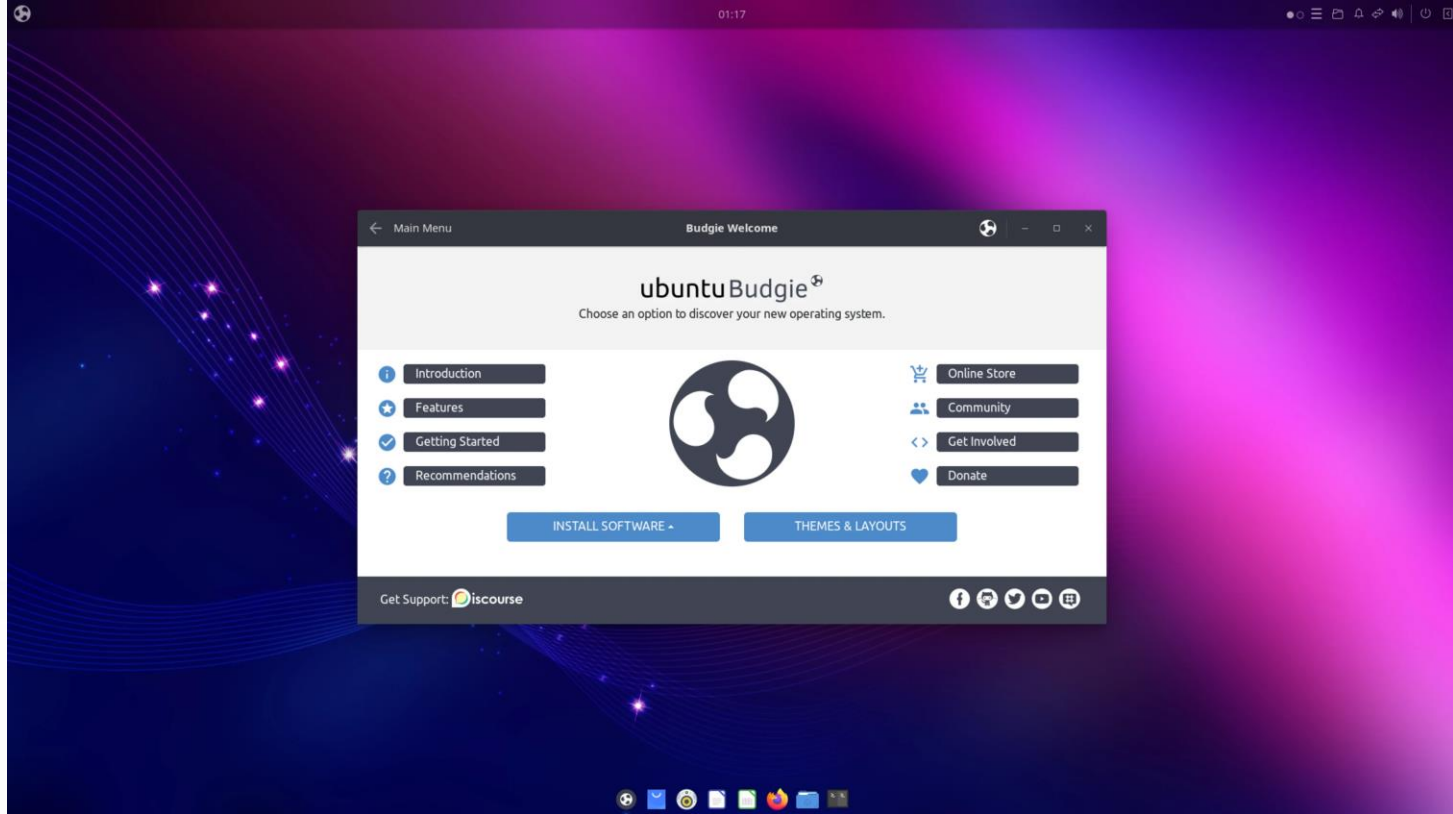 01:17
Main Menu
Budgie Welcome
ubuntu Budgie
Choose an option to discover your new operating system.
Introduction
Features
Getting Started
Recommendations
Online Store
Community
Get Involved
Donate
INSTALL SOFTWARE
THEMES & LAYOUTS
Get Support: Discourse